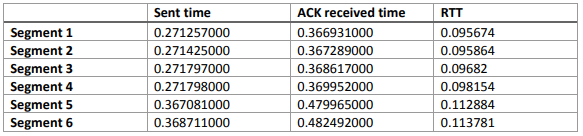 Sent time ACK received time RTT
Segment 1 0.271257000 0.366931000 0.095674
Segment 2 0.271425000 0.367289000 0.095864
Segment 3 0.271797000 0.368617000 0.09682
Segment 4 0.271798000 0.369952000 0.098154
Segment 5 0.367081000 0.479965000 0.112884
Segment 6 0.368711000 0.482492000 0.113781